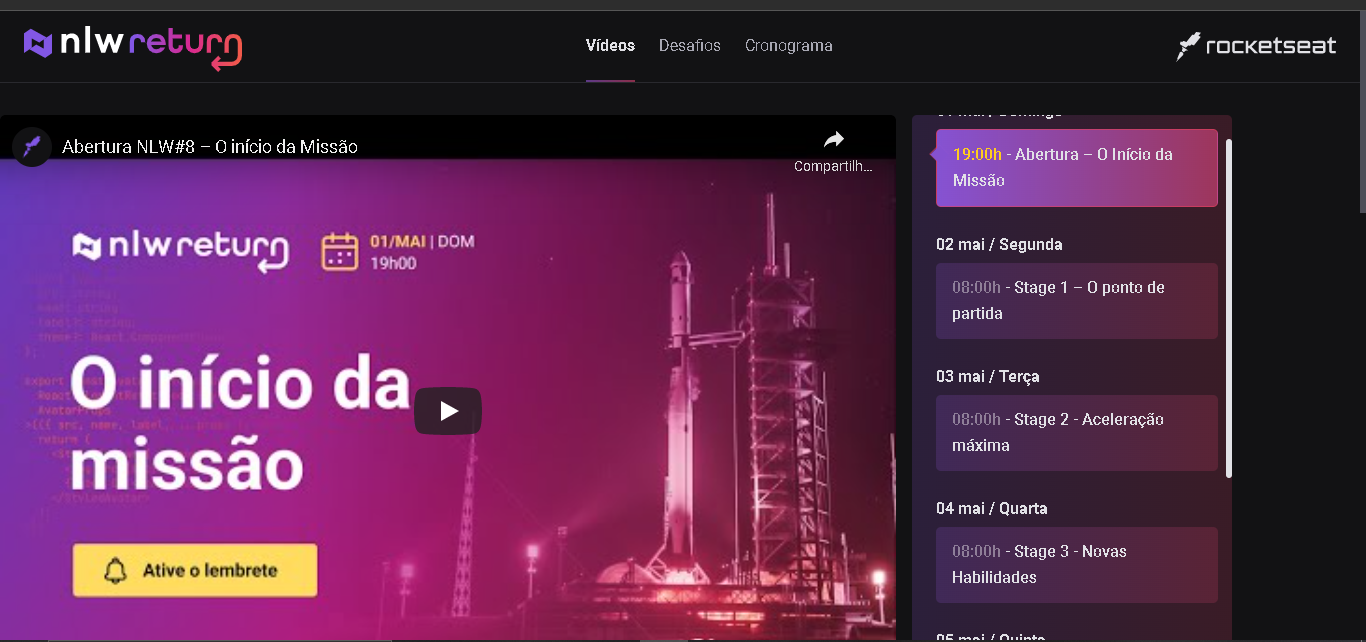 nlw return
Vídeos
Desafios
Cronograma
rocketseat
Abertura NLW#8 – O início da Missão
Compartilh...
nlw return
01/MAI | DOM
19h00
O início da
missão
Ative o lembrete
19:00h - Abertura – O Início da
Missão
02 mai / Segunda
08:00h - Stage 1 – O ponto de
partida
03 mai / Terça
08:00h - Stage 2 - Aceleração
máxima
04 mai / Quarta
08:00h - Stage 3 - Novas
Habilidades
05 mai / Quinta